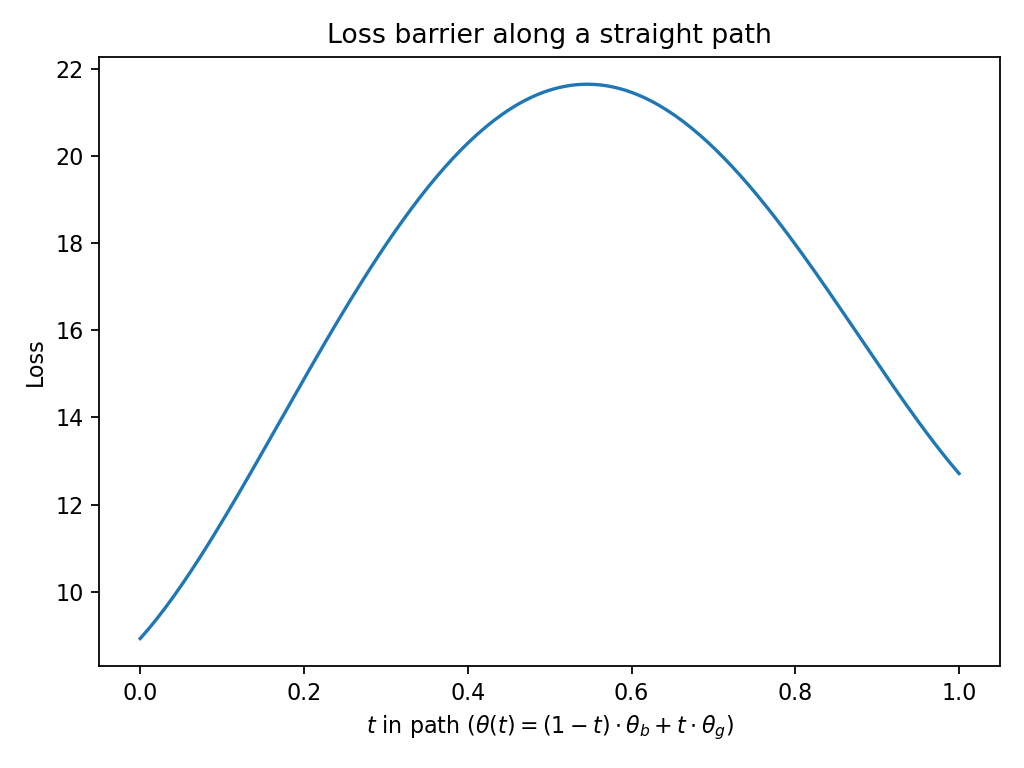 Loss barrier along a straight path
Loss
22
20
18
16
14
12
10
0.0 0.2 0.4 0.6 0.8 1.0
t in path (θ(t) = (1 − t) · θ_b + t · θ_g)